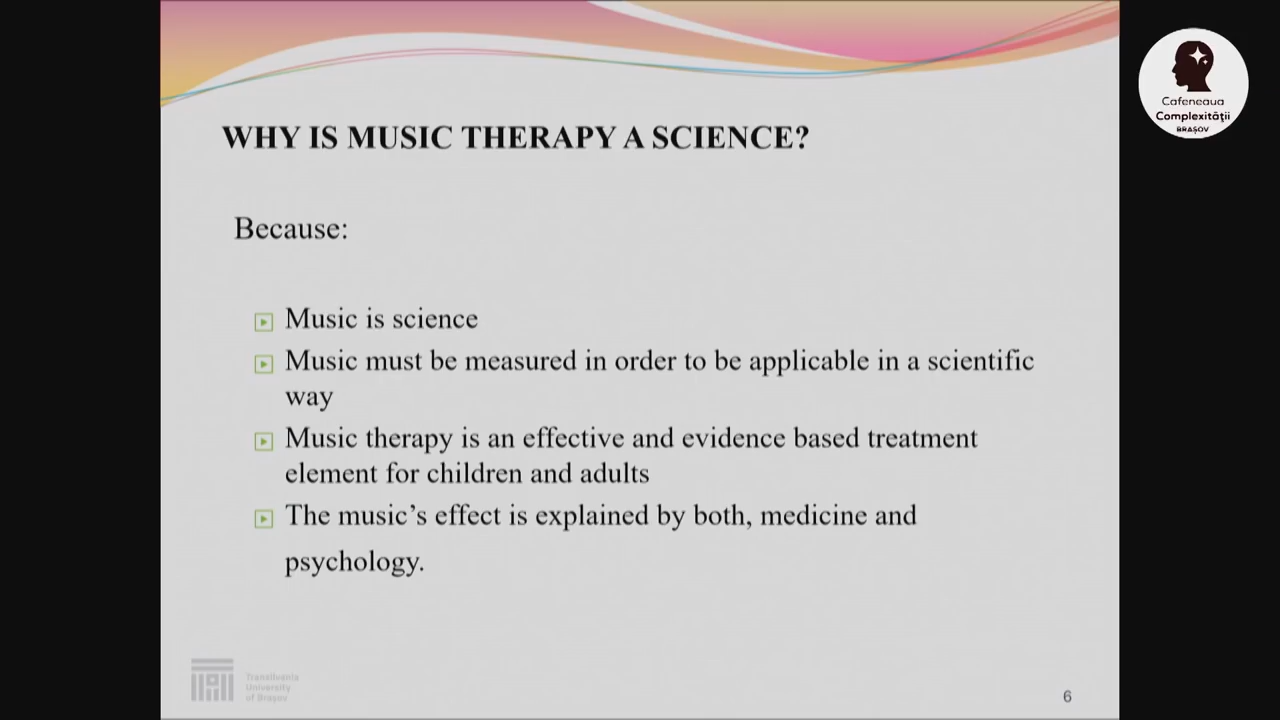 Cafeneaua
Complexității
BRAȘOV
WHY IS MUSIC THERAPY A SCIENCE?
Because:
Music is science
Music must be measured in order to be applicable in a scientific
way
Music therapy is an effective and evidence based treatment
element for children and adults
The music’s effect is explained by both, medicine and
psychology.
Transilvania
University
of Brașov
6